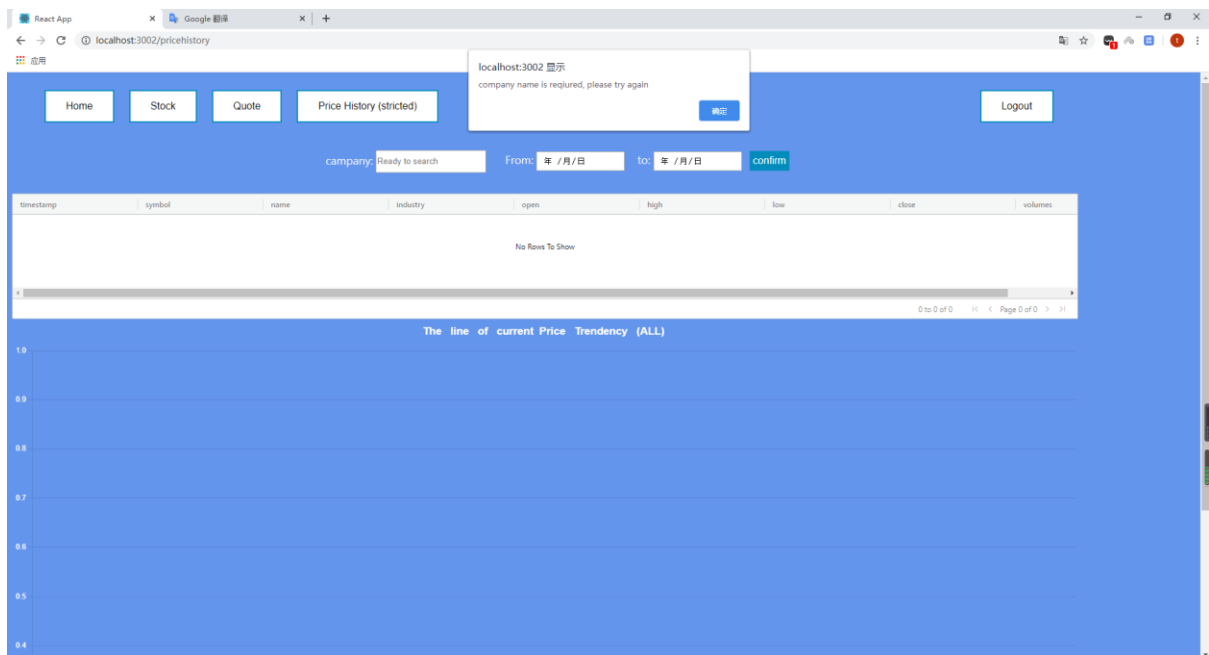 React App
Google 翻译
localhost:3002/pricehistory
应用
localhost:3002 显示
company name is reqiured, please try again
确定
Home
Stock
Quote
Price History (stricted)
Logout
campany:
Ready to search
From:
年 /月/日
to:
年 /月/日
confirm
timestamp
symbol
name
industry
open
high
low
close
volumes
No Rows To Show
0 to 0 of 0
Page 0 of 0
The line of current Price Trendency (ALL)
1.0
0.9
0.8
0.7
0.6
0.5
0.4